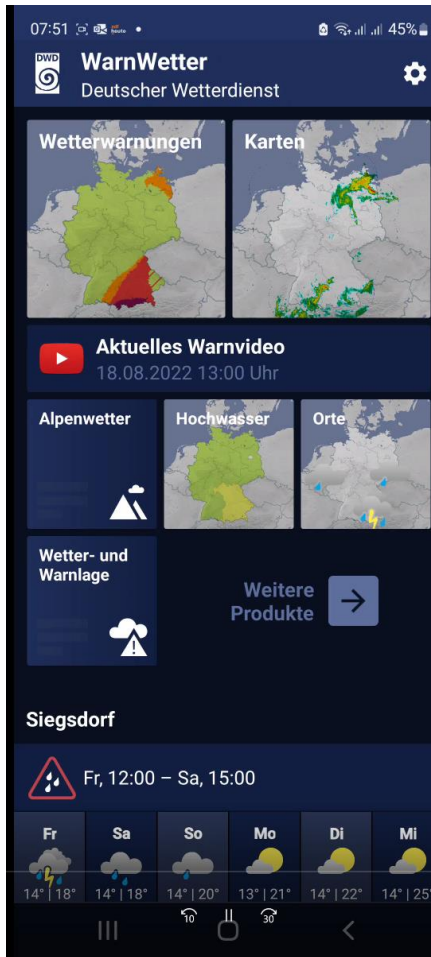 07:51
45%
DWD
WarnWetter
Deutscher Wetterdienst
Wetterwarnungen
Karten
Aktuelles Warnvideo
18.08.2022 13:00 Uhr
Alpenwetter
Hochwasser
Orte
Wetter- und
Warnlage
Weitere
Produkte
Siegsdorf
Fr, 12:00 – Sa, 15:00
Fr Sa So Mo Di Mi
14° | 18° 14° | 18° 14° | 20° 13° | 21° 14° | 22° 14° | 25°
10 30